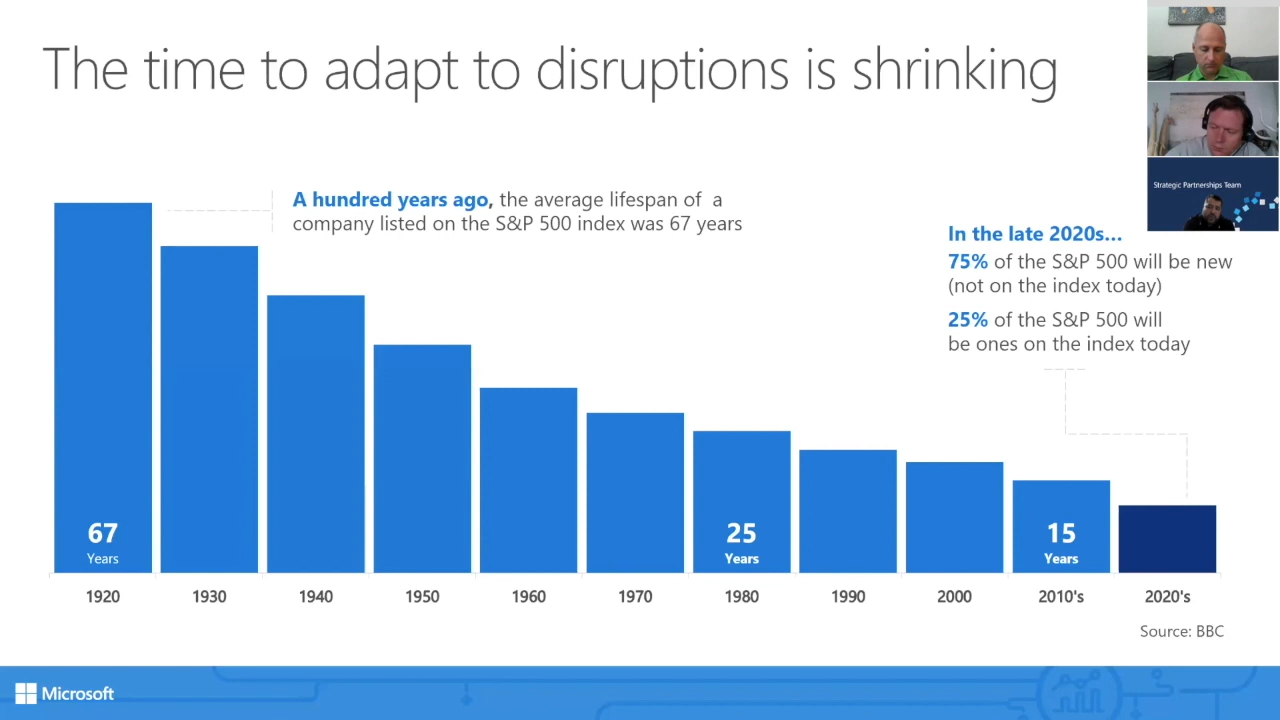 The time to adapt to disruptions is shrinking
Strategic Partnerships Team
A hundred years ago, the average lifespan of a
company listed on the S&P 500 index was 67 years
In the late 2020s...
75% of the S&P 500 will be new
(not on the index today)
25% of the S&P 500 will
be ones on the index today
67
Years
25
Years
15
Years
1920
1930
1940
1950
1960
1970
1980
1990
2000
2010's
2020's
Source: BBC
Microsoft